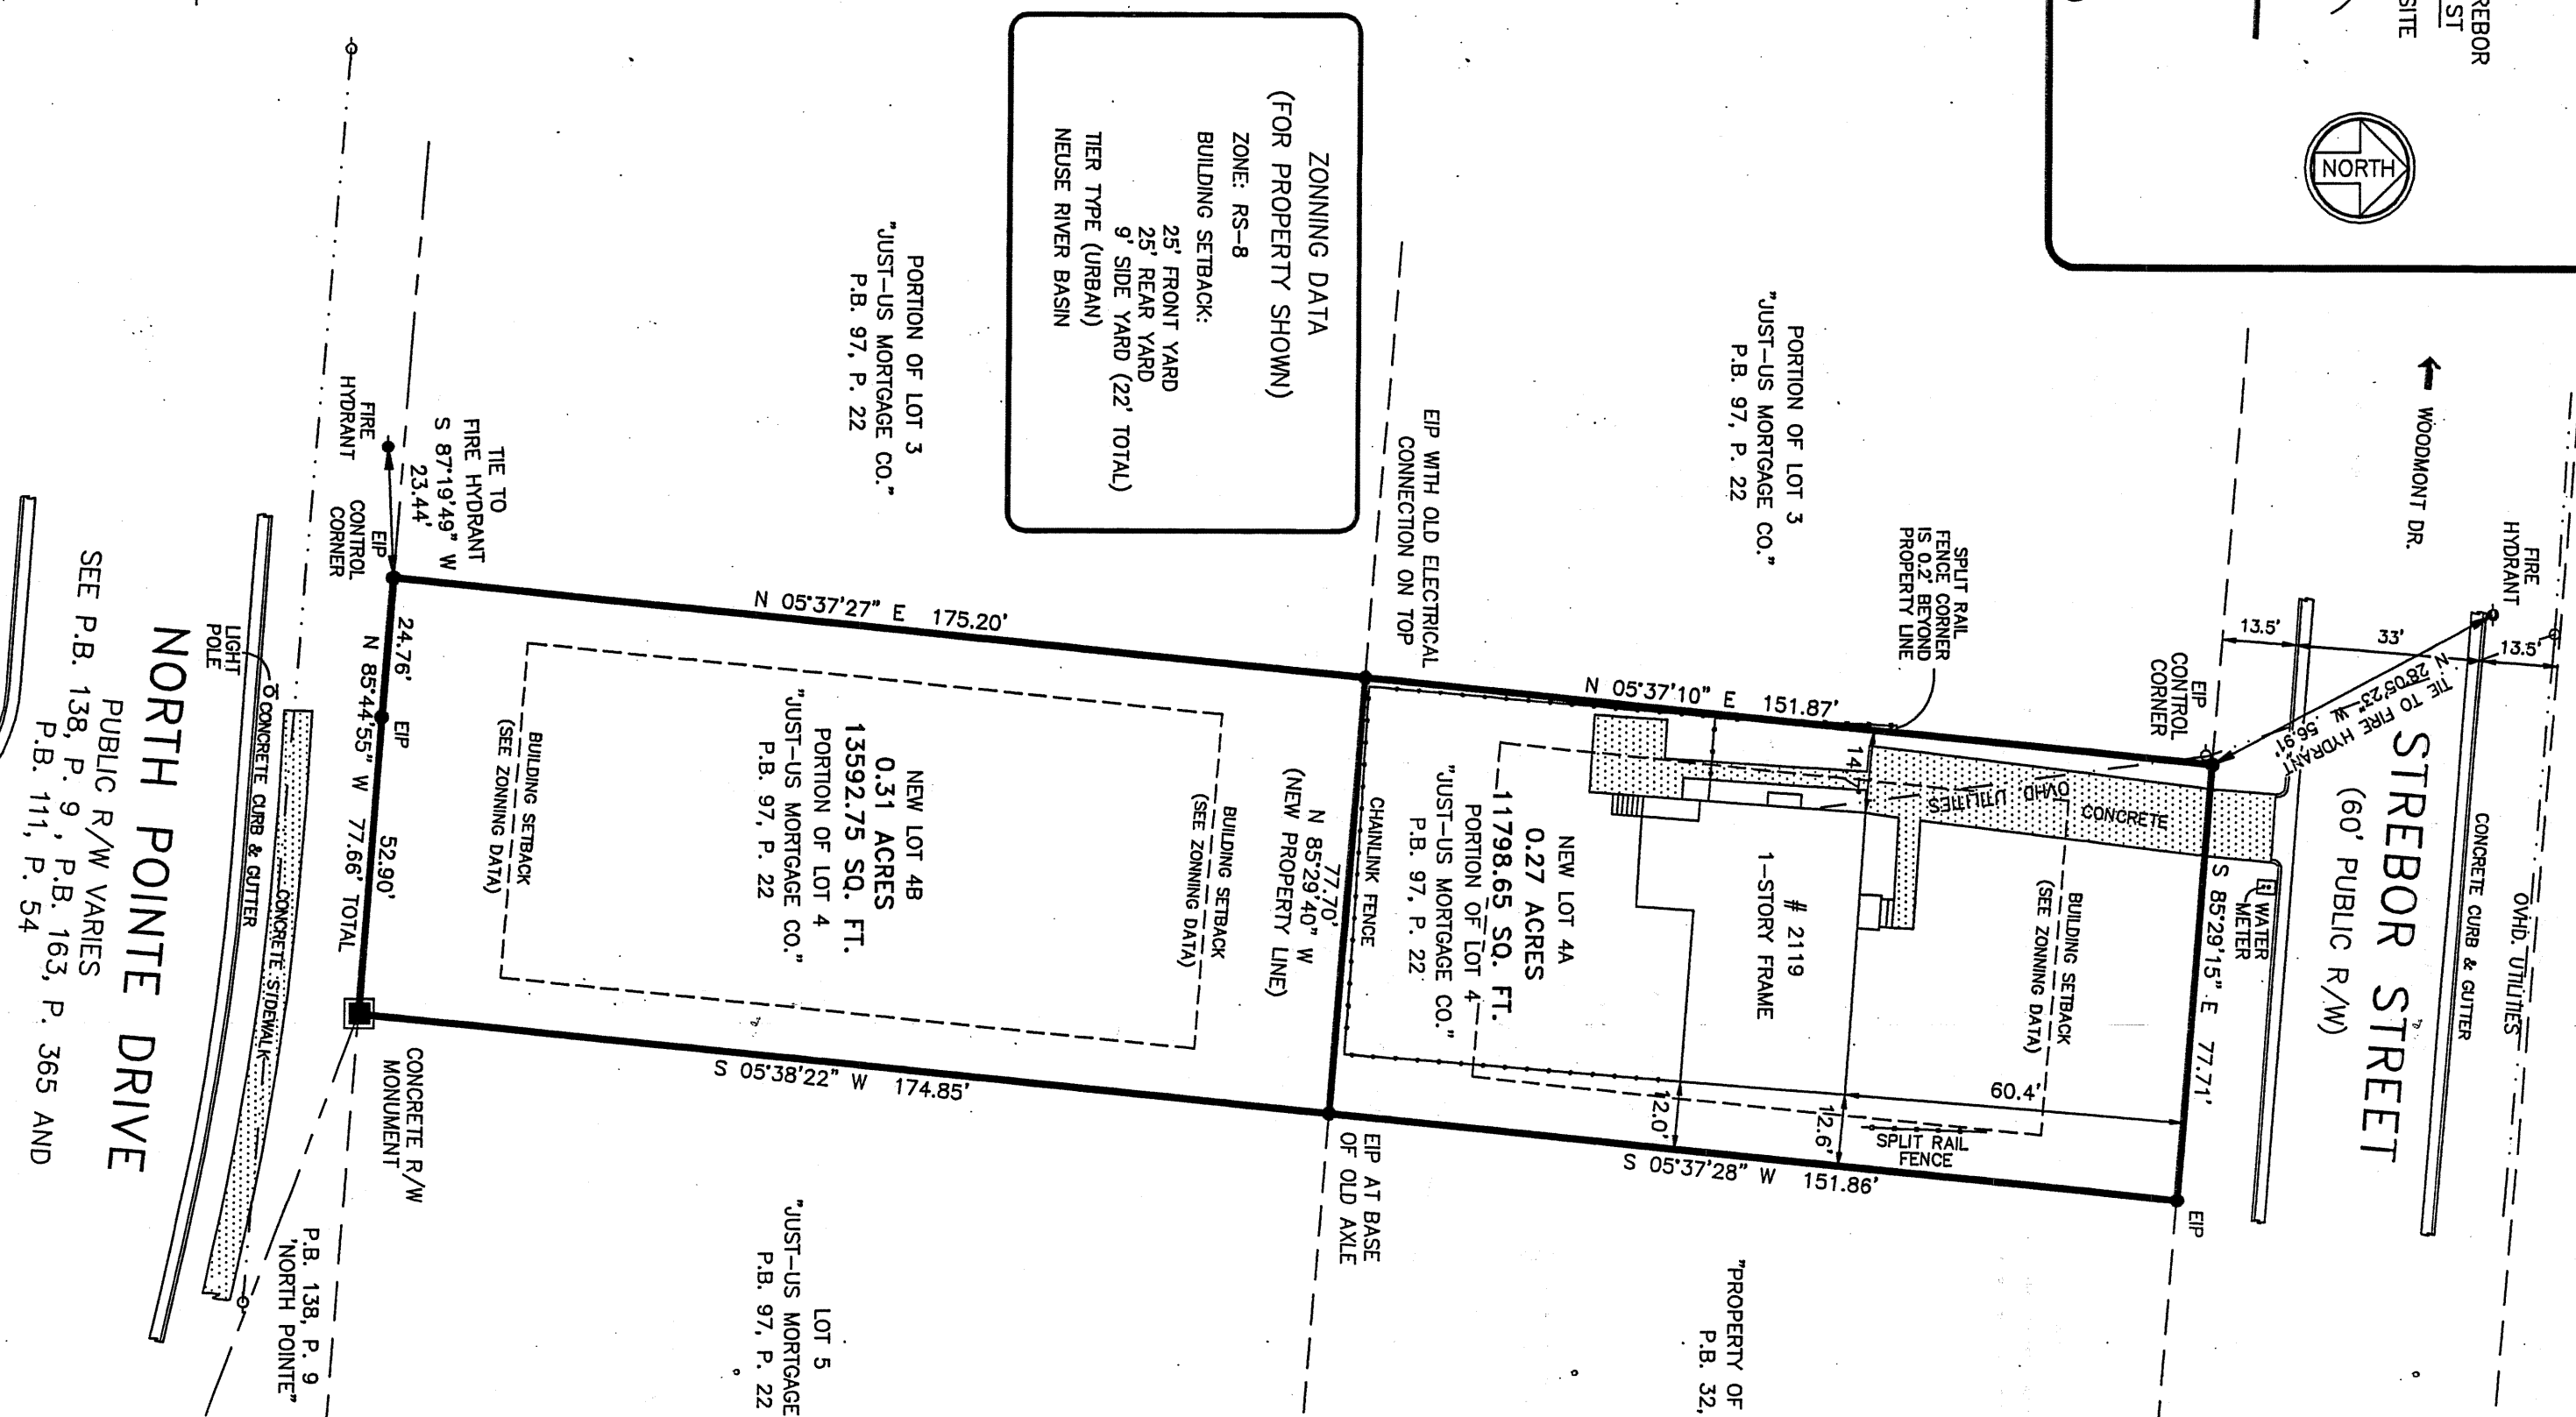 REBOR
ST
SITE
NORTH
ZONNING DATA
(FOR PROPERTY SHOWN)
ZONE: RS-8
BUILDING SETBACK:
25' FRONT YARD
25' REAR YARD
9' SIDE YARD (22' TOTAL)
TIER TYPE (URBAN)
NEUSE RIVER BASIN
← WOODMONT DR.
FIRE
HYDRANT
13.5'
33'
13.5'
TIE TO FIRE HYDRANT
N 28°05'23" W 56.91'
EIP
CONTROL
CORNER
STREBOR STREET
(60' PUBLIC R/W)
CONCRETE CURB & GUTTER
OVHD. UTILITIES
WATER
METER
S 85°29'15" E 77.71'
EIP
PORTION OF LOT 3
"JUST-US MORTGAGE CO."
P.B. 97, P. 22
SPLIT RAIL
FENCE CORNER
IS 0.2' BEYOND
PROPERTY LINE
N 05°37'10" E 151.87'
CONCRETE
OVHD. UTILITIES
BUILDING SETBACK
(SEE ZONNING DATA)
# 2119
1-STORY FRAME
NEW LOT 4A
0.27 ACRES
11798.65 SQ. FT.
PORTION OF LOT 4
"JUST-US MORTGAGE CO."
P.B. 97, P. 22
60.4'
12.6'
12.0'
SPLIT RAIL
FENCE
S 05°37'28" W 151.86'
"PROPERTY OF
P.B. 32,
EIP WITH OLD ELECTRICAL
CONNECTION ON TOP
CHAINLINK FENCE
77.70'
N 85°29'40" W
(NEW PROPERTY LINE)
EIP AT BASE
OF OLD AXLE
PORTION OF LOT 3
"JUST-US MORTGAGE CO."
P.B. 97, P. 22
N 05°37'27" E 175.20'
BUILDING SETBACK
(SEE ZONNING DATA)
NEW LOT 4B
0.31 ACRES
13592.75 SQ. FT.
PORTION OF LOT 4
"JUST-US MORTGAGE CO."
P.B. 97, P. 22
BUILDING SETBACK
(SEE ZONNING DATA)
S 05°38'22" W 174.85'
LOT 5
"JUST-US MORTGAGE
P.B. 97, P. 22
TIE TO
FIRE HYDRANT
S 87°19'49" W
23.44'
FIRE
HYDRANT
EIP
CONTROL
CORNER
24.76'
EIP
52.90'
N 85°44'55" W 77.66' TOTAL
CONCRETE R/W
MONUMENT
P.B. 138, P. 9
"NORTH POINTE"
CONCRETE SIDEWALK
CONCRETE CURB & GUTTER
LIGHT
POLE
NORTH POINTE DRIVE
PUBLIC R/W VARIES
SEE P.B. 138, P. 9, P.B. 163, P. 365 AND
P.B. 111, P. 54